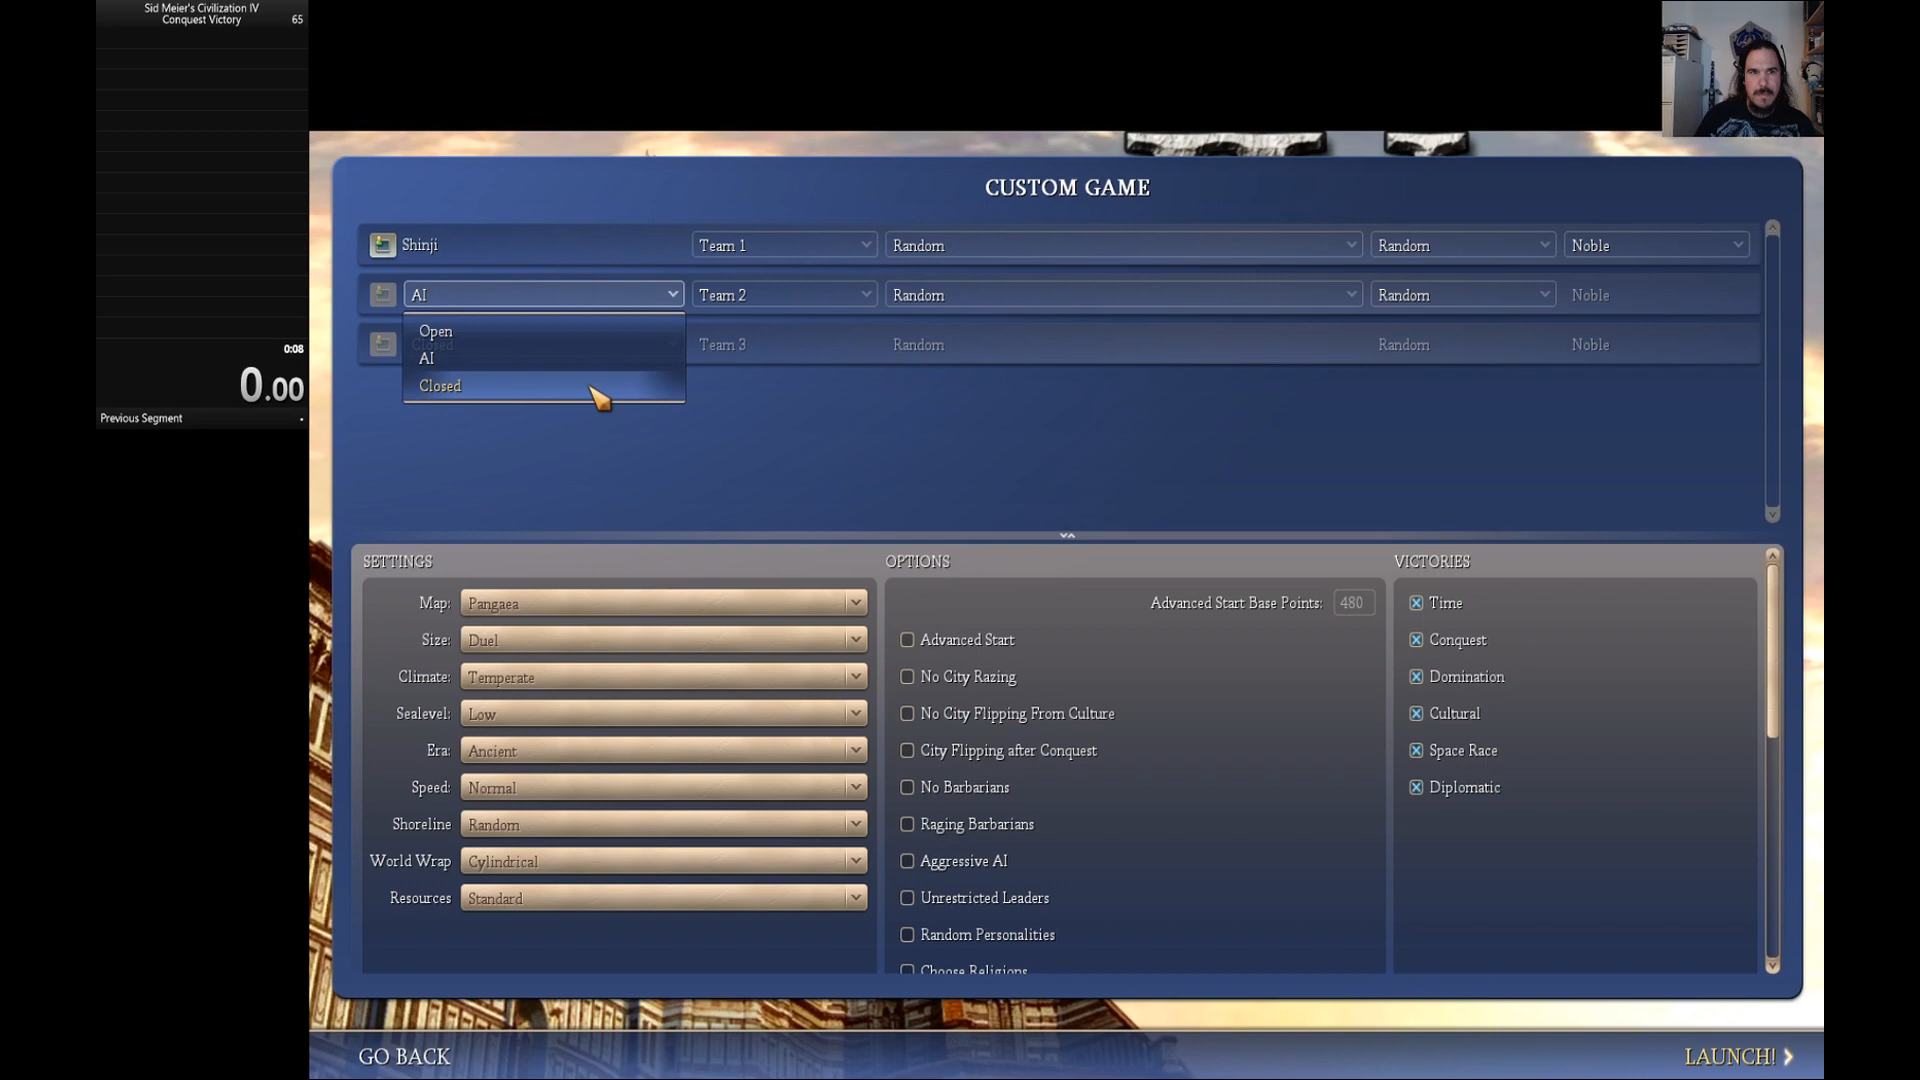 Sid Meier's Civilization IV
Conquest Victory 65
0:08
0.00
Previous Segment -
CUSTOM GAME
Shinji Team 1 Random Random Noble
AI Team 2 Random Random Noble
Open
Closed Team 3 Random Random Noble
AI
Closed
SETTINGS OPTIONS VICTORIES
Map: Pangaea
Size: Duel
Climate: Temperate
Sealevel: Low
Era: Ancient
Speed: Normal
Shoreline Random
World Wrap Cylindrical
Resources Standard
Advanced Start Base Points: 480
Advanced Start
No City Razing
No City Flipping From Culture
City Flipping after Conquest
No Barbarians
Raging Barbarians
Aggressive AI
Unrestricted Leaders
Random Personalities
Choose Religions
Time
Conquest
Domination
Cultural
Space Race
Diplomatic
GO BACK LAUNCH!